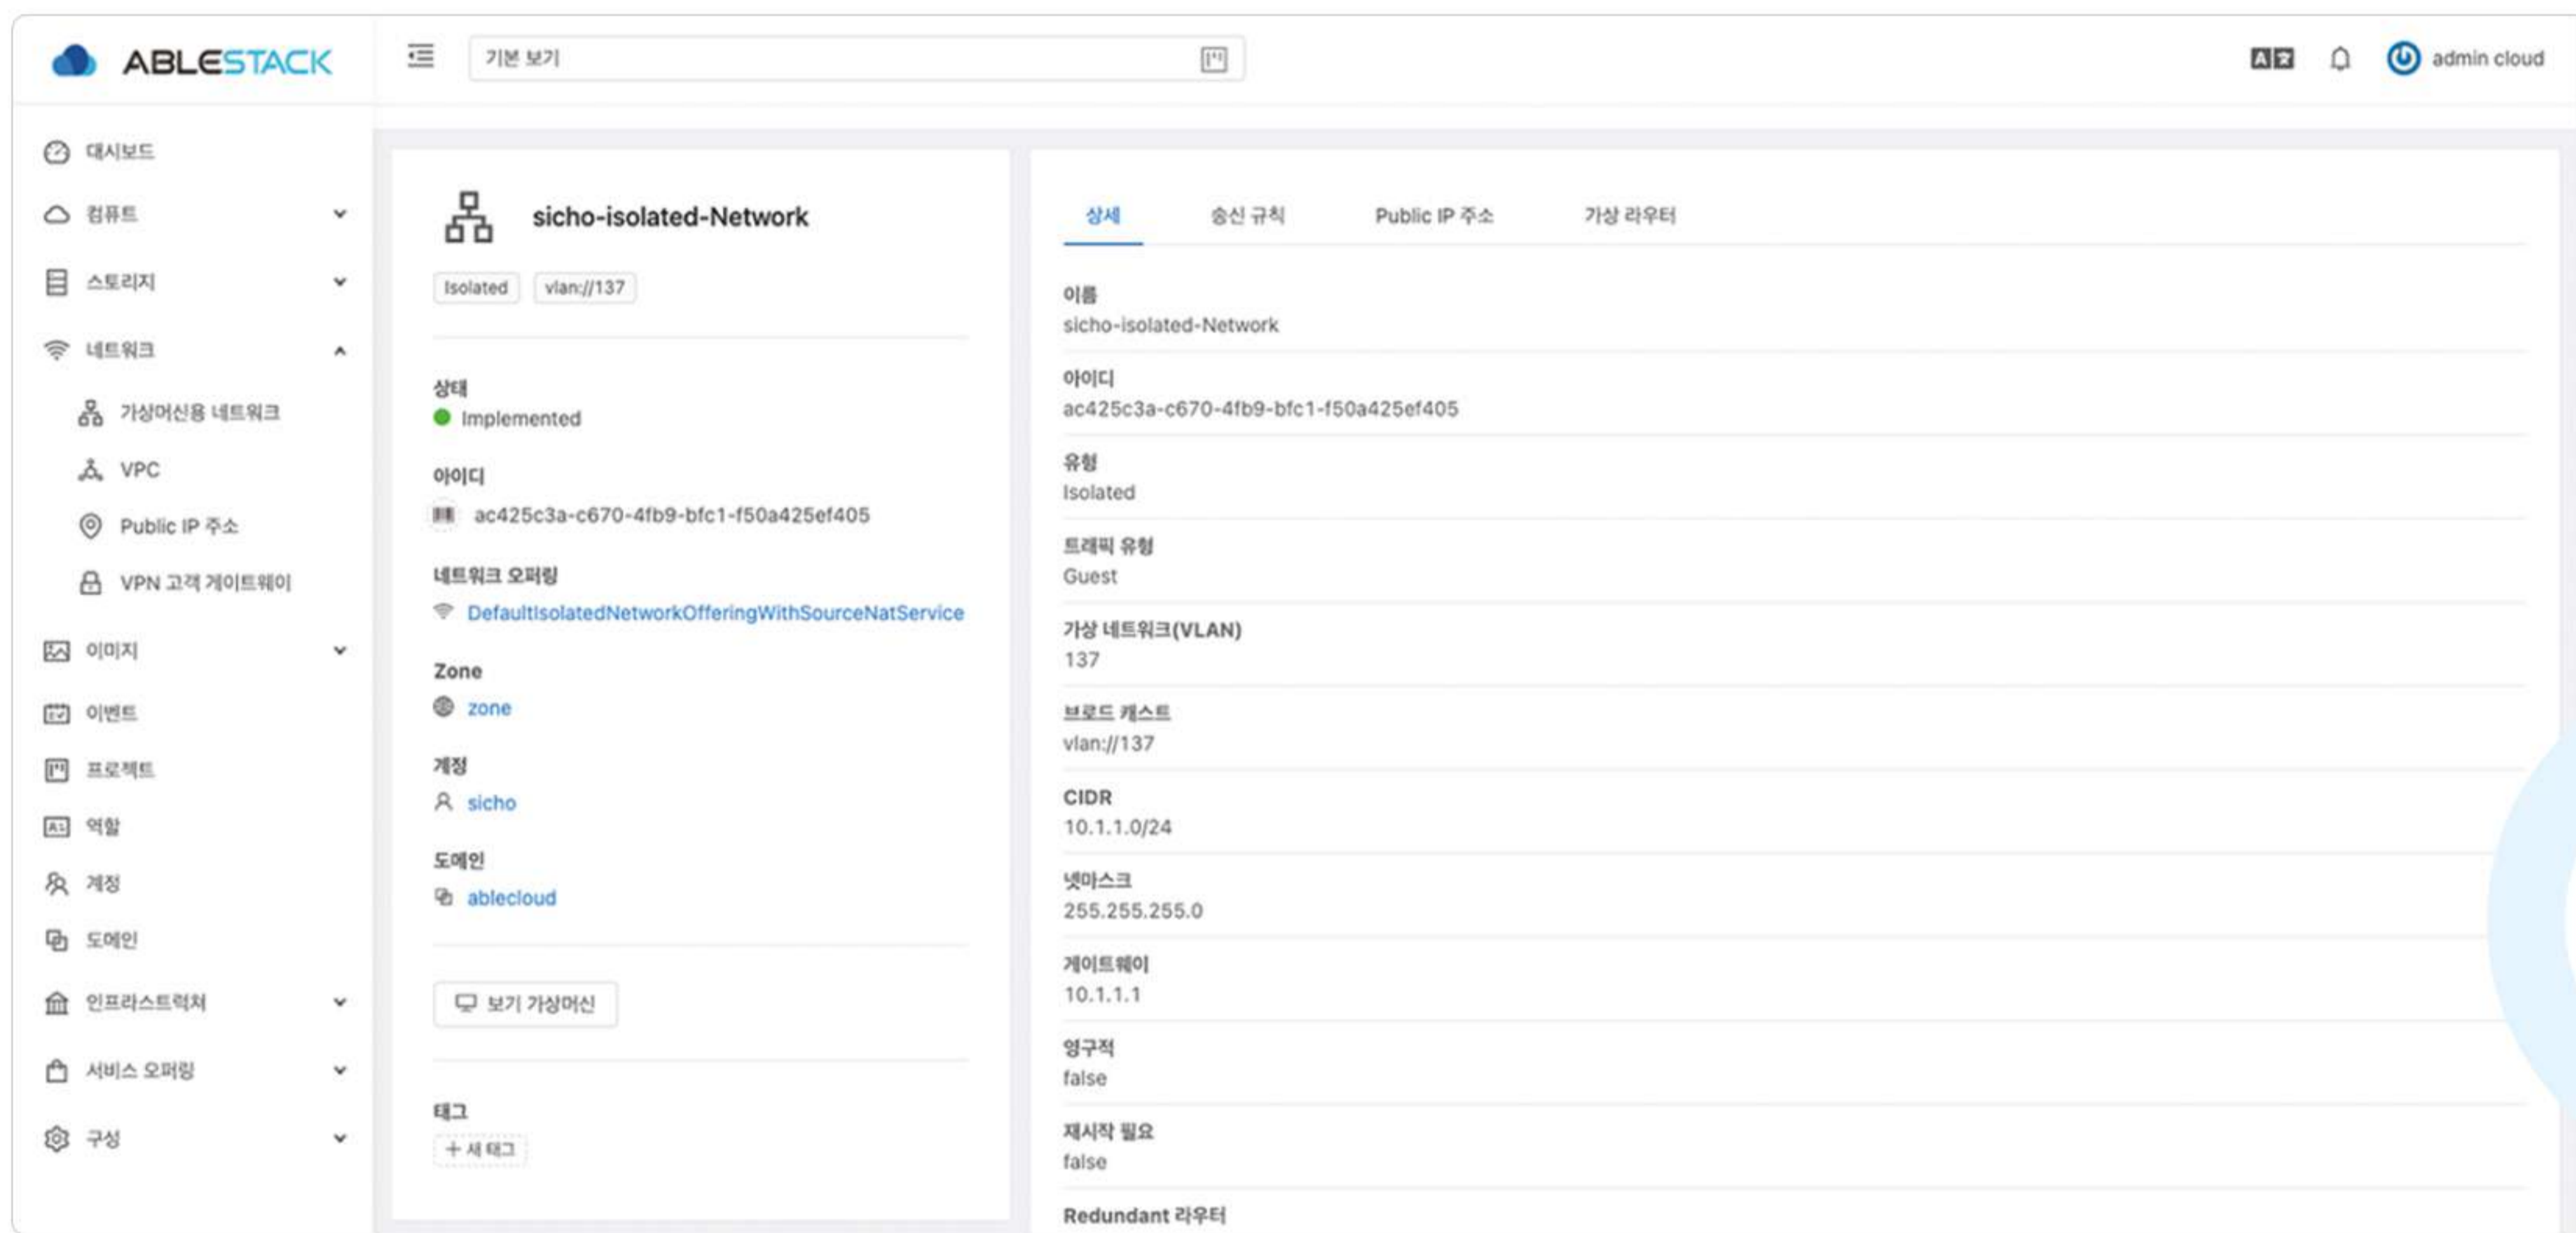 ABLESTACK
기본 보기
admin cloud
대시보드
컴퓨트
스토리지
네트워크
가상머신용 네트워크
VPC
Public IP 주소
VPN 고객 게이트웨이
이미지
이벤트
프로젝트
역할
계정
도메인
인프라스트럭쳐
서비스 오퍼링
구성
sicho-isolated-Network
Isolated vlan://137
상태
Implemented
아이디
ac425c3a-c670-4fb9-bfc1-f50a425ef405
네트워크 오퍼링
DefaultIsolatedNetworkOfferingWithSourceNatService
Zone
zone
계정
sicho
도메인
ablecloud
보기 가상머신
태그
+ 새 태그
상세 송신 규칙 Public IP 주소 가상 라우터
이름
sicho-isolated-Network
아이디
ac425c3a-c670-4fb9-bfc1-f50a425ef405
유형
Isolated
트래픽 유형
Guest
가상 네트워크(VLAN)
137
브로드 캐스트
vlan://137
CIDR
10.1.1.0/24
넷마스크
255.255.255.0
게이트웨이
10.1.1.1
영구적
false
재시작 필요
false
Redundant 라우터